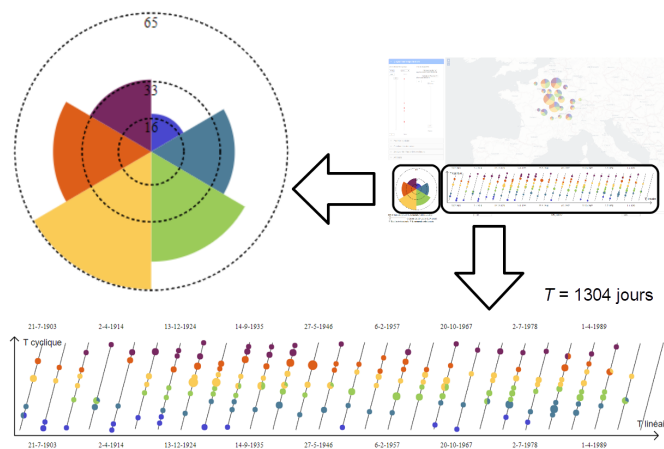 65
33
16
T = 1304 jours
21-7-1903 2-4-1914 13-12-1924 14-9-1935 27-5-1946 6-2-1957 20-10-1967 2-7-1978 1-4-1989
T cyclique
T linéai
21-7-1903 2-4-1914 13-12-1924 14-9-1935 27-5-1946 6-2-1957 20-10-1967 2-7-1978 1-4-1989